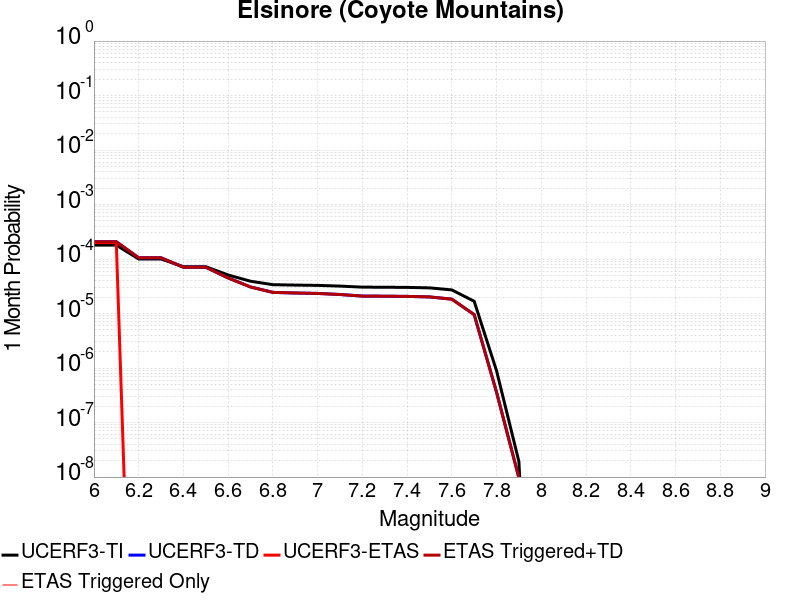 Elsinore (Coyote Mountains)
10^0
10^-1
10^-2
10^-3
10^-4
10^-5
10^-6
10^-7
10^-8
1 Month Probability
6 6.2 6.4 6.6 6.8 7 7.2 7.4 7.6 7.8 8 8.2 8.4 8.6 8.8 9
Magnitude
UCERF3-TI UCERF3-TD UCERF3-ETAS ETAS Triggered+TD
ETAS Triggered Only